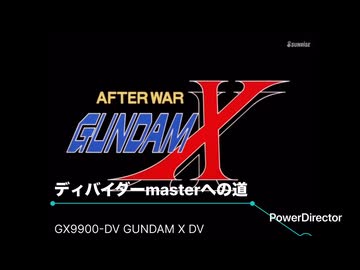 SUNRISE
AFTER WAR
GUNDAM X
ディバイダーmasterへの道
PowerDirector
GX9900-DV GUNDAM X DV